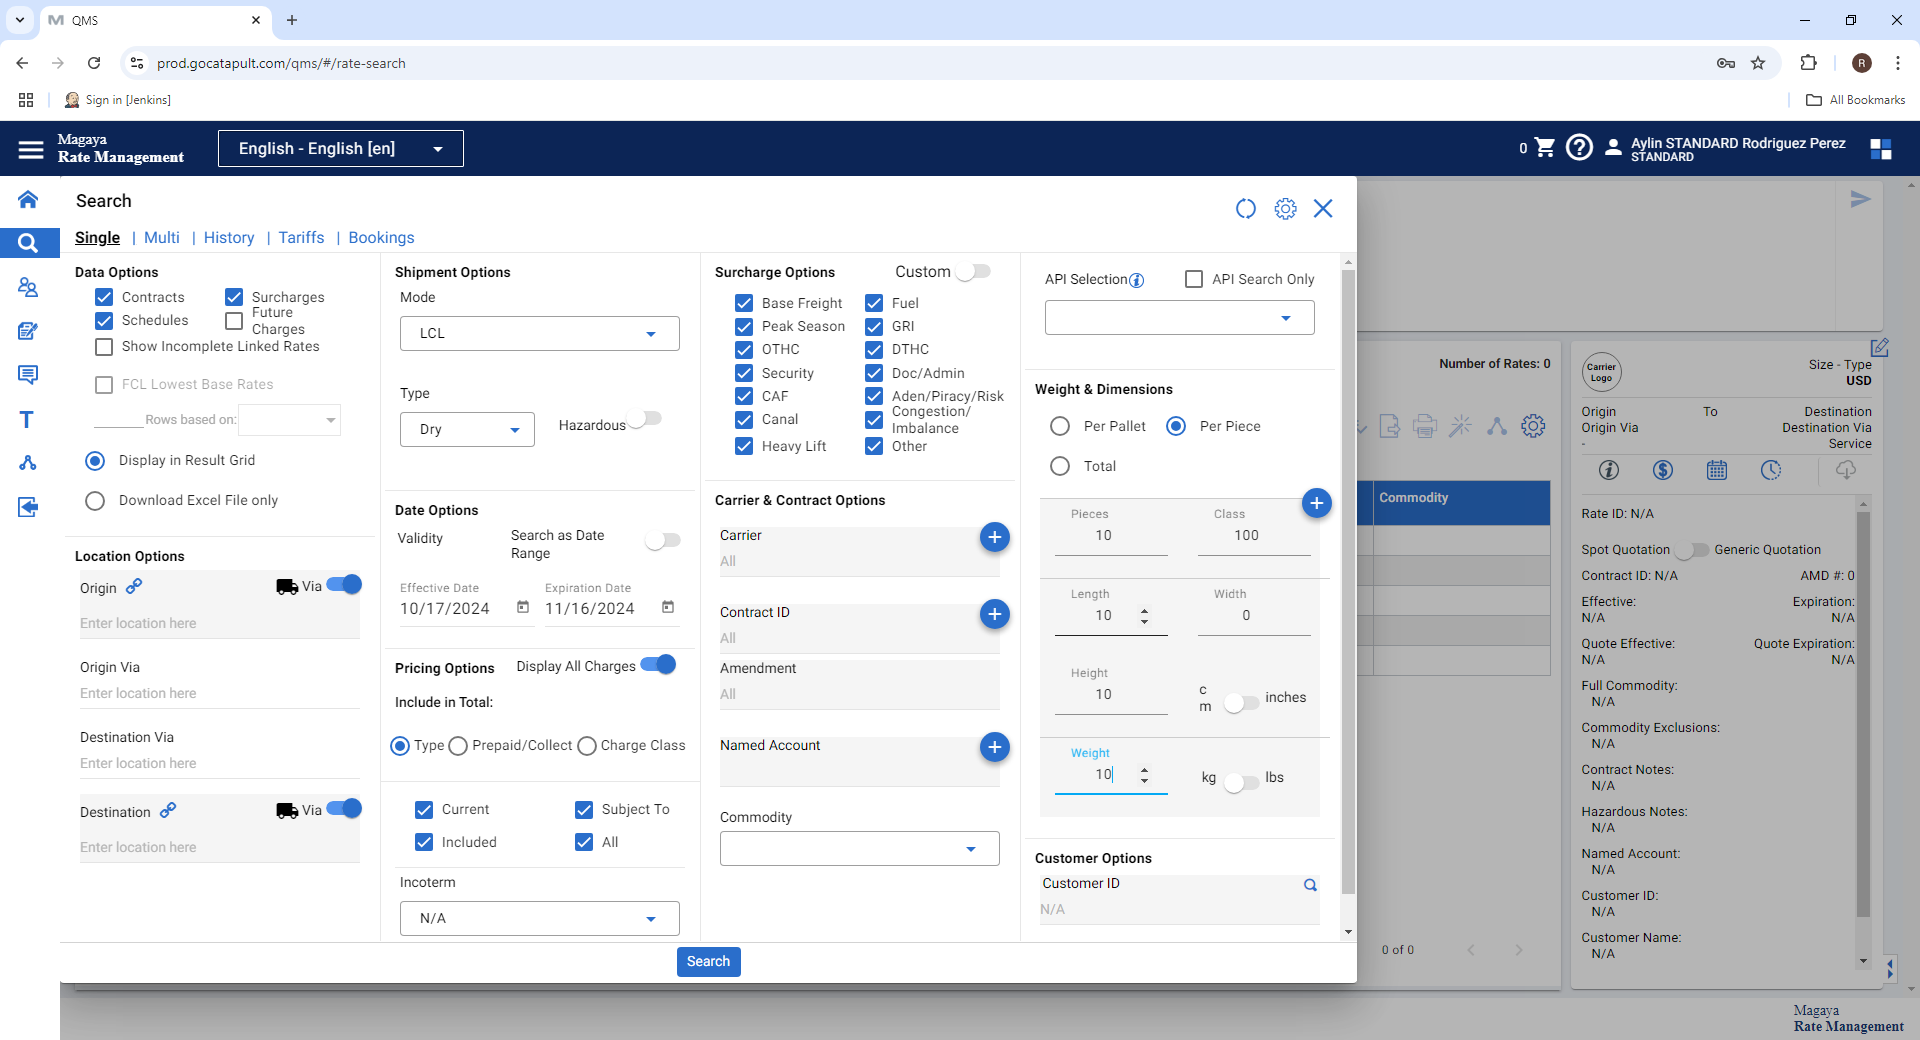 QMS
prod.gocatapult.com/qms/#/rate-search
R
Sign in [Jenkins]
All Bookmarks
Magaya
Rate Management
English - English [en]
0
Aylin STANDARD Rodriguez Perez
STANDARD
Search
Single | Multi | History | Tariffs | Bookings
Data Options
Contracts
Surcharges
Schedules
Future Charges
Show Incomplete Linked Rates
FCL Lowest Base Rates
Rows based on:
Display in Result Grid
Download Excel File only
Location Options
Origin
Via
Enter location here
Origin Via
Enter location here
Destination Via
Enter location here
Destination
Via
Enter location here
Shipment Options
Mode
LCL
Type
Dry
Hazardous
Date Options
Validity
Search as Date
Range
Effective Date
10/17/2024
Expiration Date
11/16/2024
Pricing Options
Display All Charges
Include in Total:
Type
Prepaid/Collect
Charge Class
Current
Subject To
Included
All
Incoterm
N/A
Surcharge Options
Custom
Base Freight
Fuel
Peak Season
GRI
OTHC
DTHC
Security
Doc/Admin
CAF
Aden/Piracy/Risk
Canal
Congestion/
Imbalance
Heavy Lift
Other
Carrier & Contract Options
Carrier
All
Contract ID
All
Amendment
All
Named Account
Commodity
API Selection
API Search Only
Weight & Dimensions
Per Pallet
Per Piece
Total
Pieces
10
Class
100
Length
10
Width
0
Height
10
c
m
inches
Weight
10
kg
lbs
Customer Options
Customer ID
N/A
Search
Number of Rates: 0
Commodity
0 of 0
Carrier
Logo
Size - Type
USD
Origin
To
Destination
Origin Via
Destination Via
-
Service
Rate ID: N/A
Spot Quotation
Generic Quotation
Contract ID: N/A
AMD #: 0
Effective:
Expiration:
N/A
N/A
Quote Effective:
Quote Expiration:
N/A
N/A
Full Commodity:
N/A
Commodity Exclusions:
N/A
Contract Notes:
N/A
Hazardous Notes:
N/A
Named Account:
N/A
Customer ID:
N/A
Customer Name:
N/A
Magaya
Rate Management